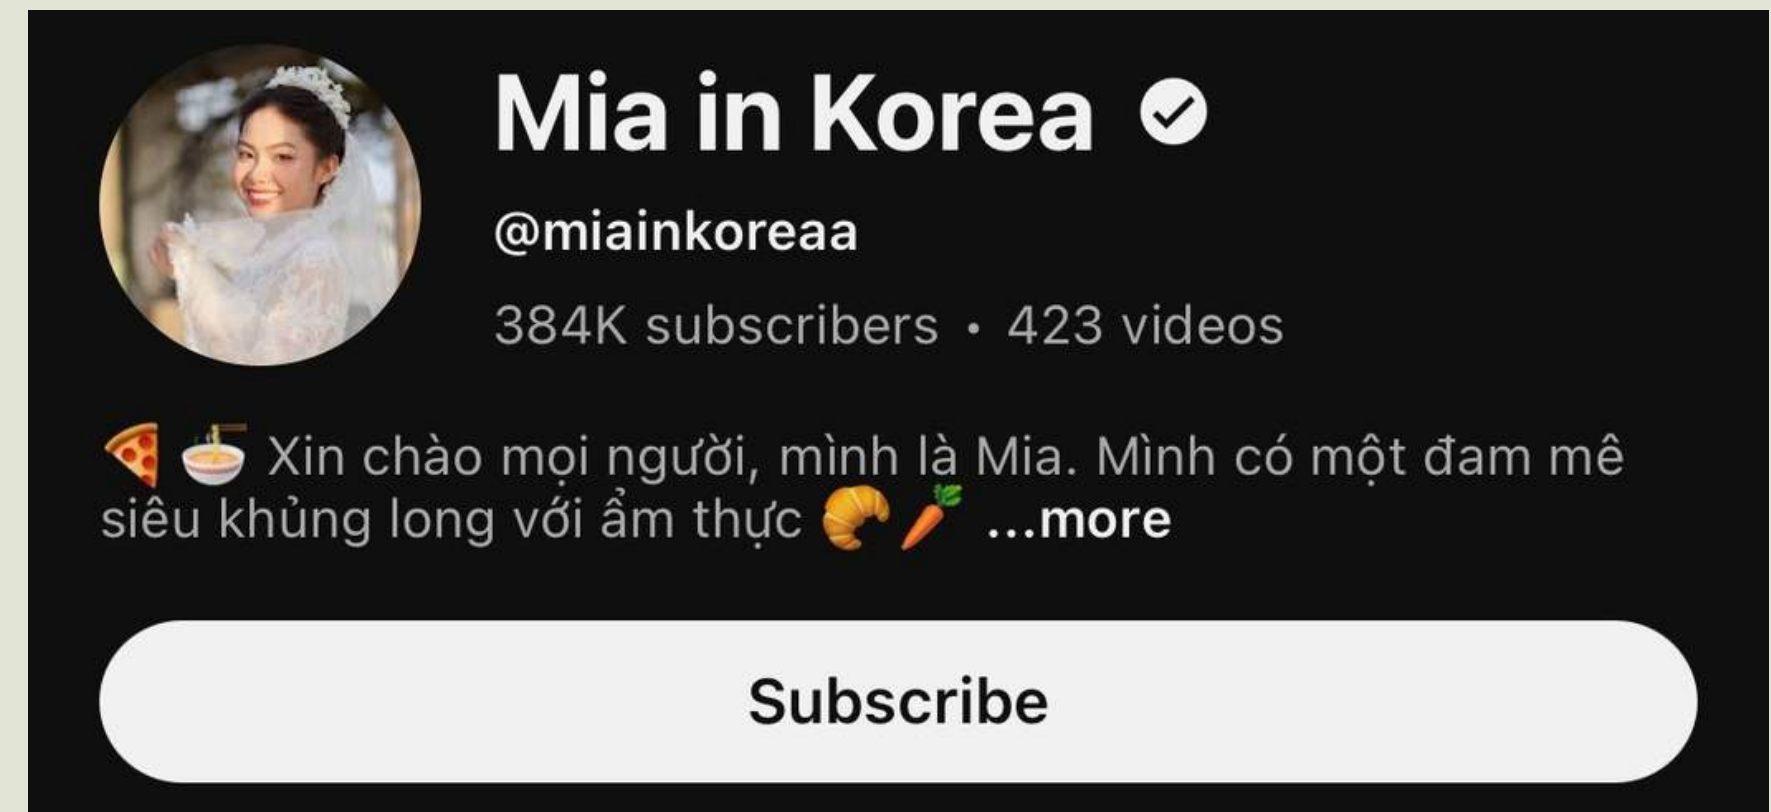 Mia in Korea
@miainkoreaa
384K subscribers • 423 videos
🍕🍜 Xin chào mọi người, mình là Mia. Mình có một đam mê
siêu khủng long với ẩm thực 🥐🥕 ...more
Subscribe